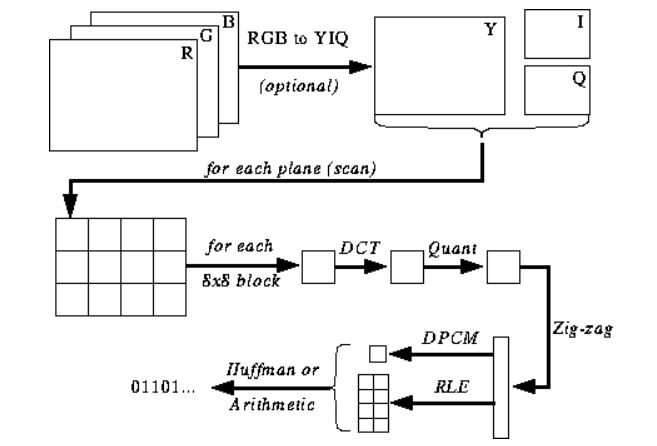 B
G
R
RGB to YIQ
(optional)
Y
I
Q
for each plane (scan)
for each
8x8 block
DCT
Quant
Zig-zag
DPCM
RLE
Huffman or
Arithmetic
01101...